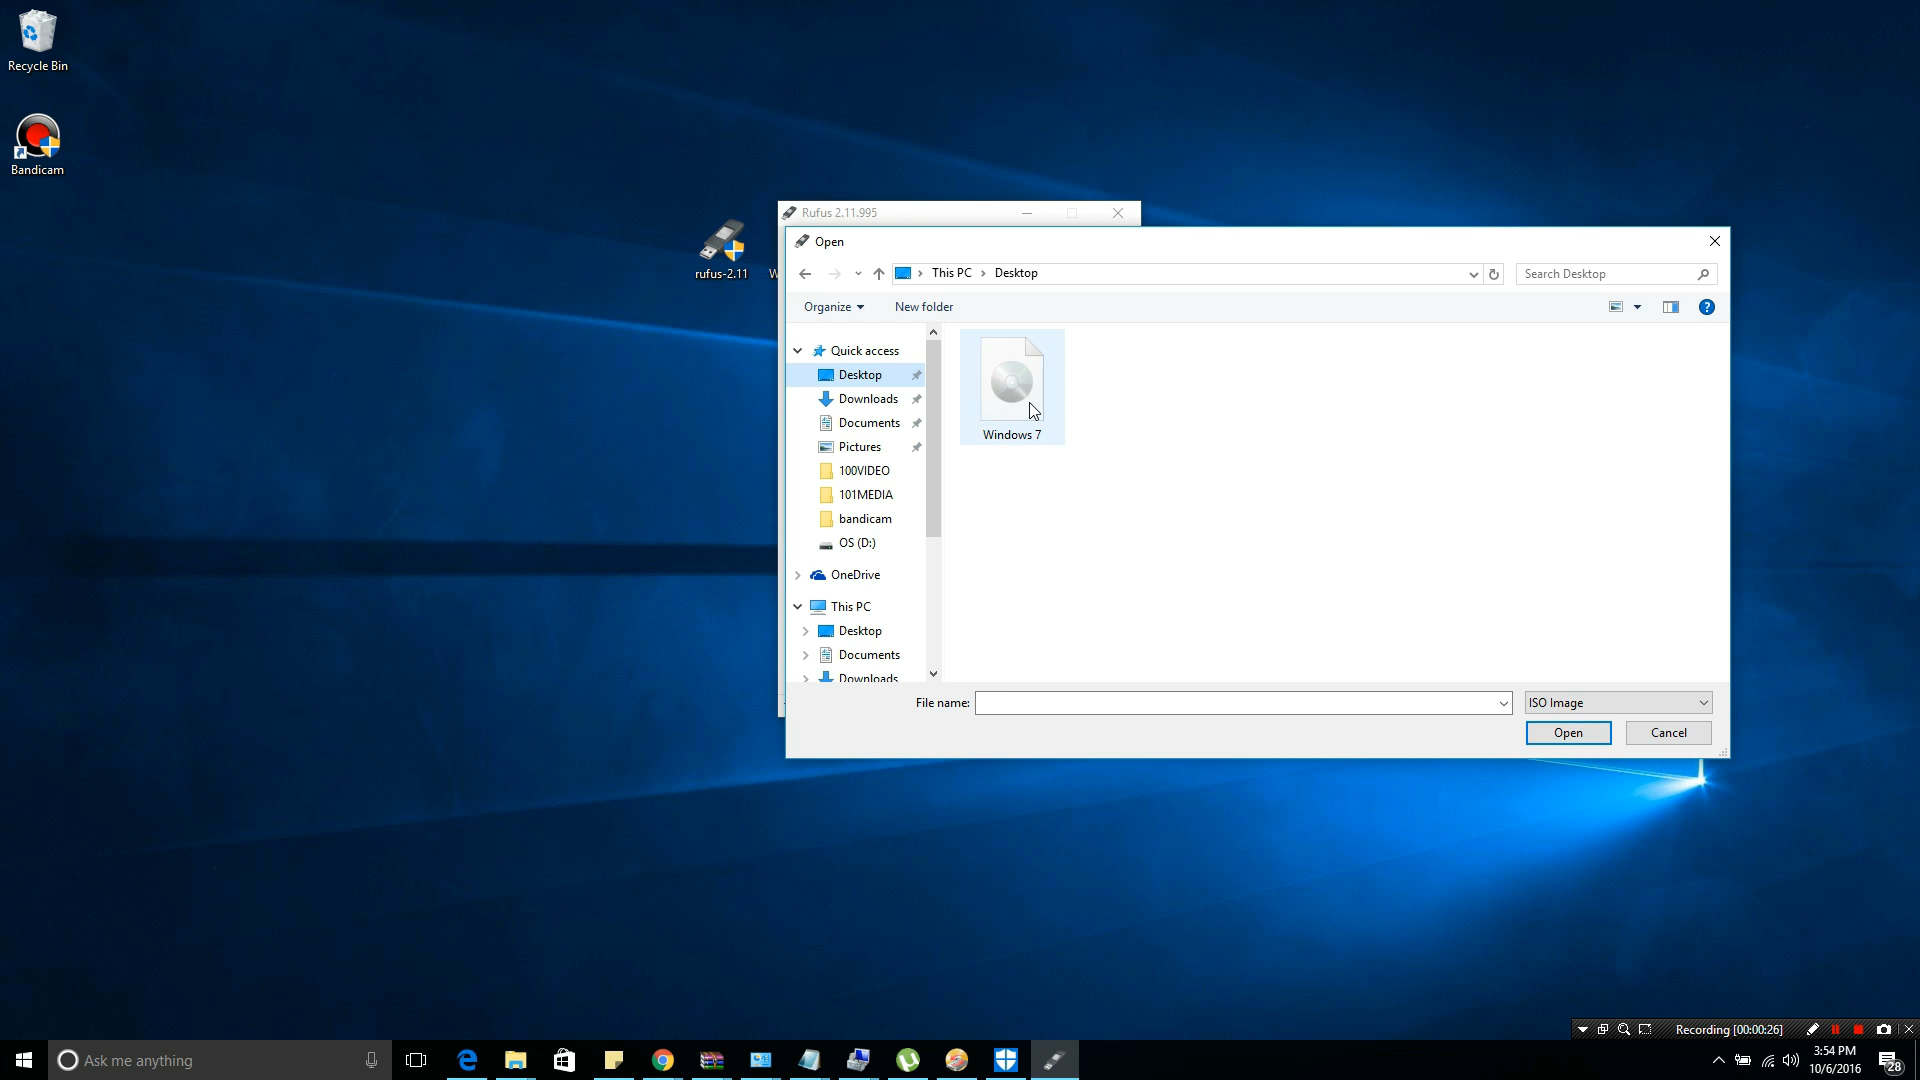 Recycle Bin
Bandicam
rufus-2.11
W
Rufus 2.11.995
Open
This PC
Desktop
Search Desktop
Organize
New folder
?
Quick access
Desktop
Downloads
Documents
Pictures
100VIDEO
101MEDIA
bandicam
OS (D:)
OneDrive
This PC
Desktop
Documents
Downloads
Windows 7
File name:
ISO Image
Open
Cancel
Recording [00:00:26]
Ask me anything
3:54 PM
10/6/2016
28